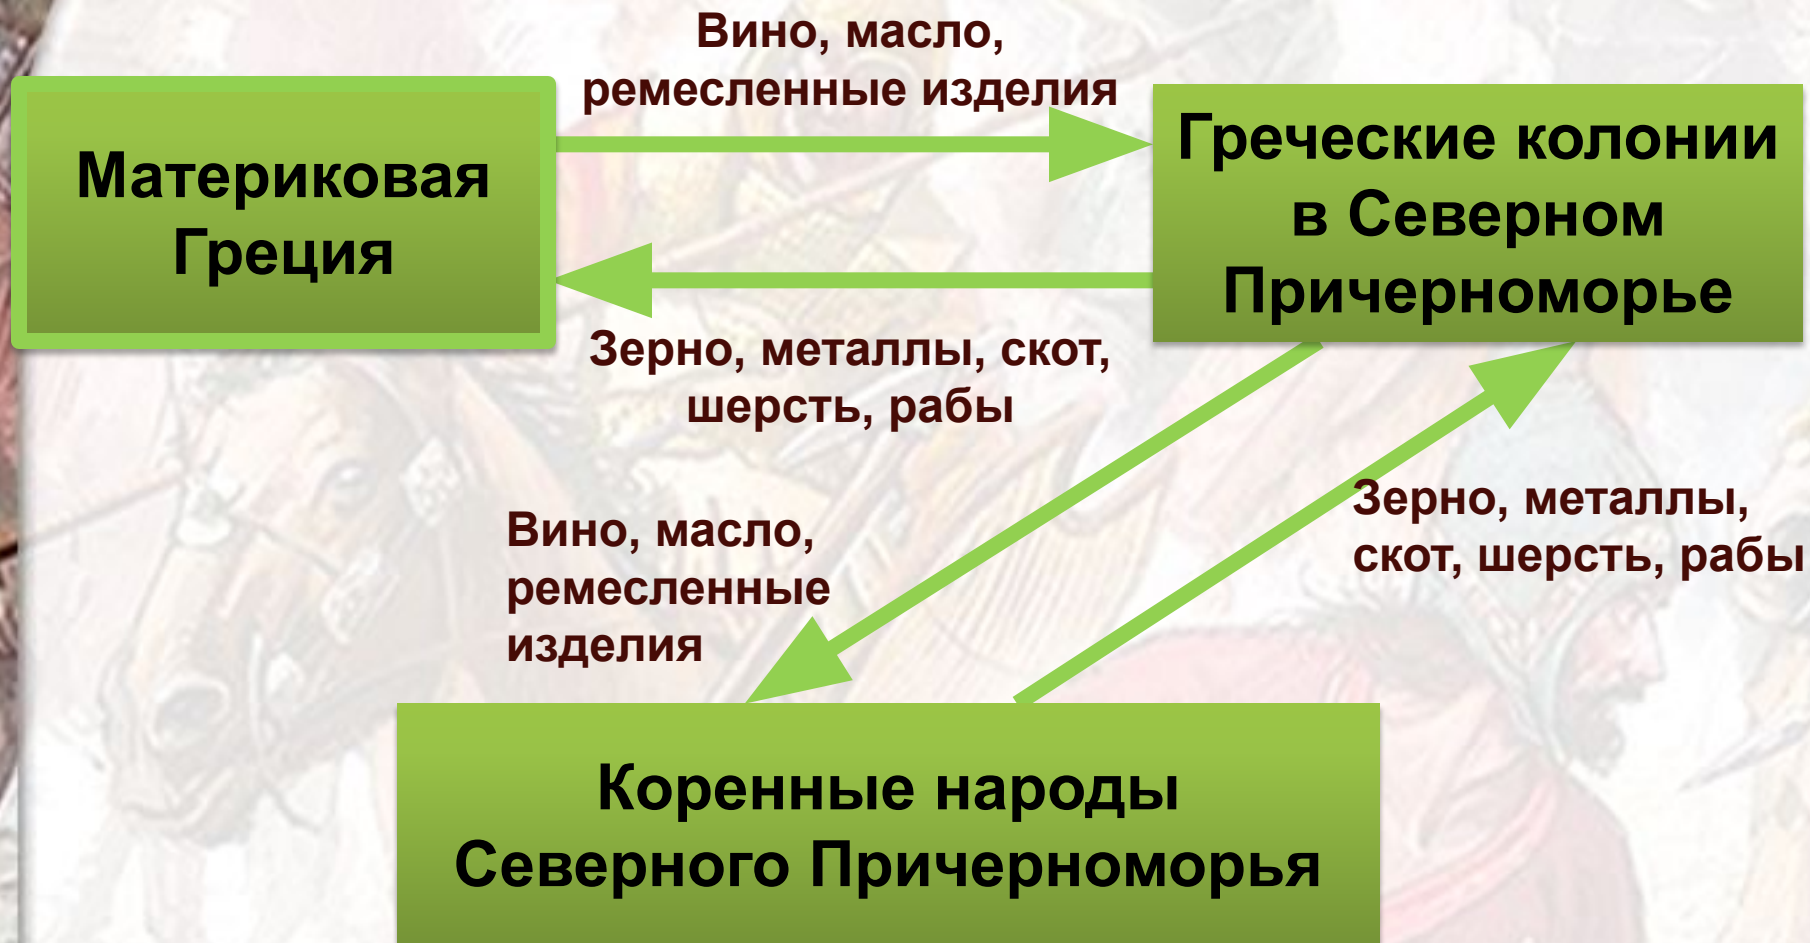 Вино, масло,
ремесленные изделия
Материковая
Греция
Греческие колонии
в Северном
Причерноморье
Зерно, металлы, скот,
шерсть, рабы
Вино, масло,
ремесленные
изделия
Зерно, металлы,
скот, шерсть, рабы
Коренные народы
Северного Причерноморья